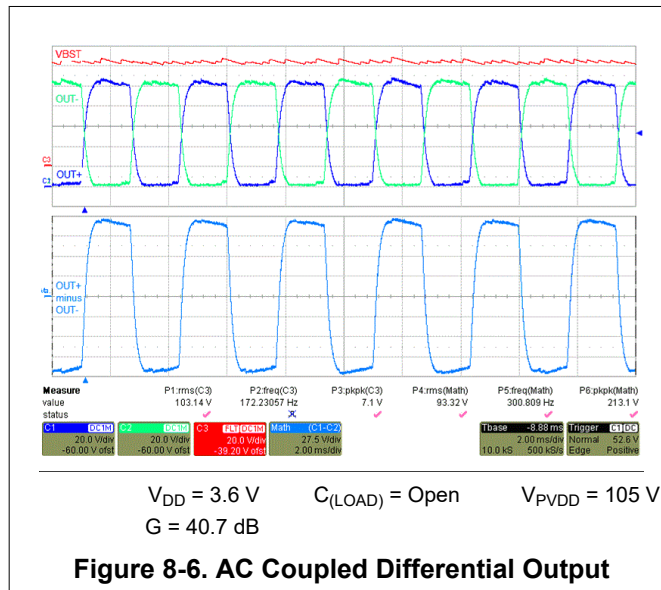 VBST
OUT-
OUT+
C3
C1
OUT+
minus
OUT-
Measure P1:rms(C3) P2:freq(C3) P3:pkpk(C3) P4:rms(Math) P5:freq(Math) P6:pkpk(Math)
value 103.14 V 172.23057 Hz 7.1 V 93.32 V 300.809 Hz 213.1 V
status
C1 DC1M C2 DC1M C3 FLT DC1M Math (C1-C2) Tbase -8.88 ms Trigger C1 DC
20.0 V/div 20.0 V/div 20.0 V/div 27.5 V/div 2.00 ms/div Normal 52.6 V
-60.00 V ofst -60.00 V ofst -39.20 V ofst 2.00 ms/div 10.0 kS 500 kS/s Edge Positive
VDD = 3.6 V C(LOAD) = Open VPVDD = 105 V
G = 40.7 dB
Figure 8-6. AC Coupled Differential Output